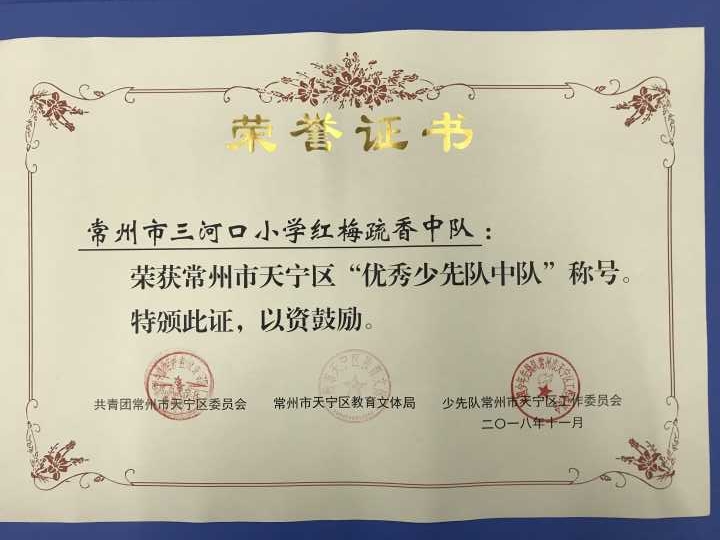 荣誉证书
常州市三河口小学红梅疏香中队：
荣获常州市天宁区“优秀少先队中队”称号。
特颁此证，以资鼓励。
共青团常州市天宁区委员会 常州市天宁区教育文体局 少先队常州市天宁区工作委员会
二〇一八年十一月